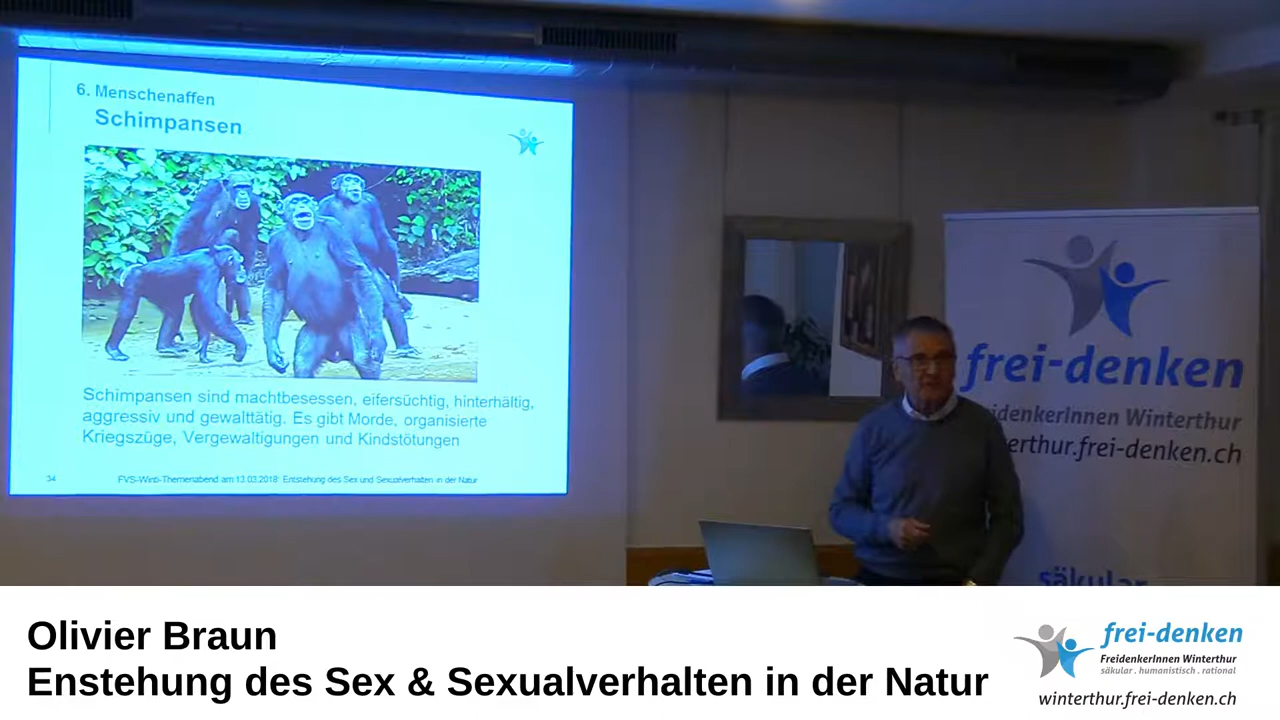 6. Menschenaffen
Schimpansen
Schimpansen sind machtbesessen, eifersüchtig, hinterhältig,
aggressiv und gewalttätig. Es gibt Morde, organisierte
Kriegszüge, Vergewaltigungen und Kindstötungen
34 FVS-Winti-Themenabend am 13.03.2018: Entstehung des Sex und Sexualverhalten in der Natur
frei-denken
idenkerInnen Winterthur
erthur.frei-denken.ch
säkular
Olivier Braun
Enstehung des Sex & Sexualverhalten in der Natur
frei-denken
FreidenkerInnen Winterthur
säkular . humanistisch . rational
winterthur.frei-denken.ch